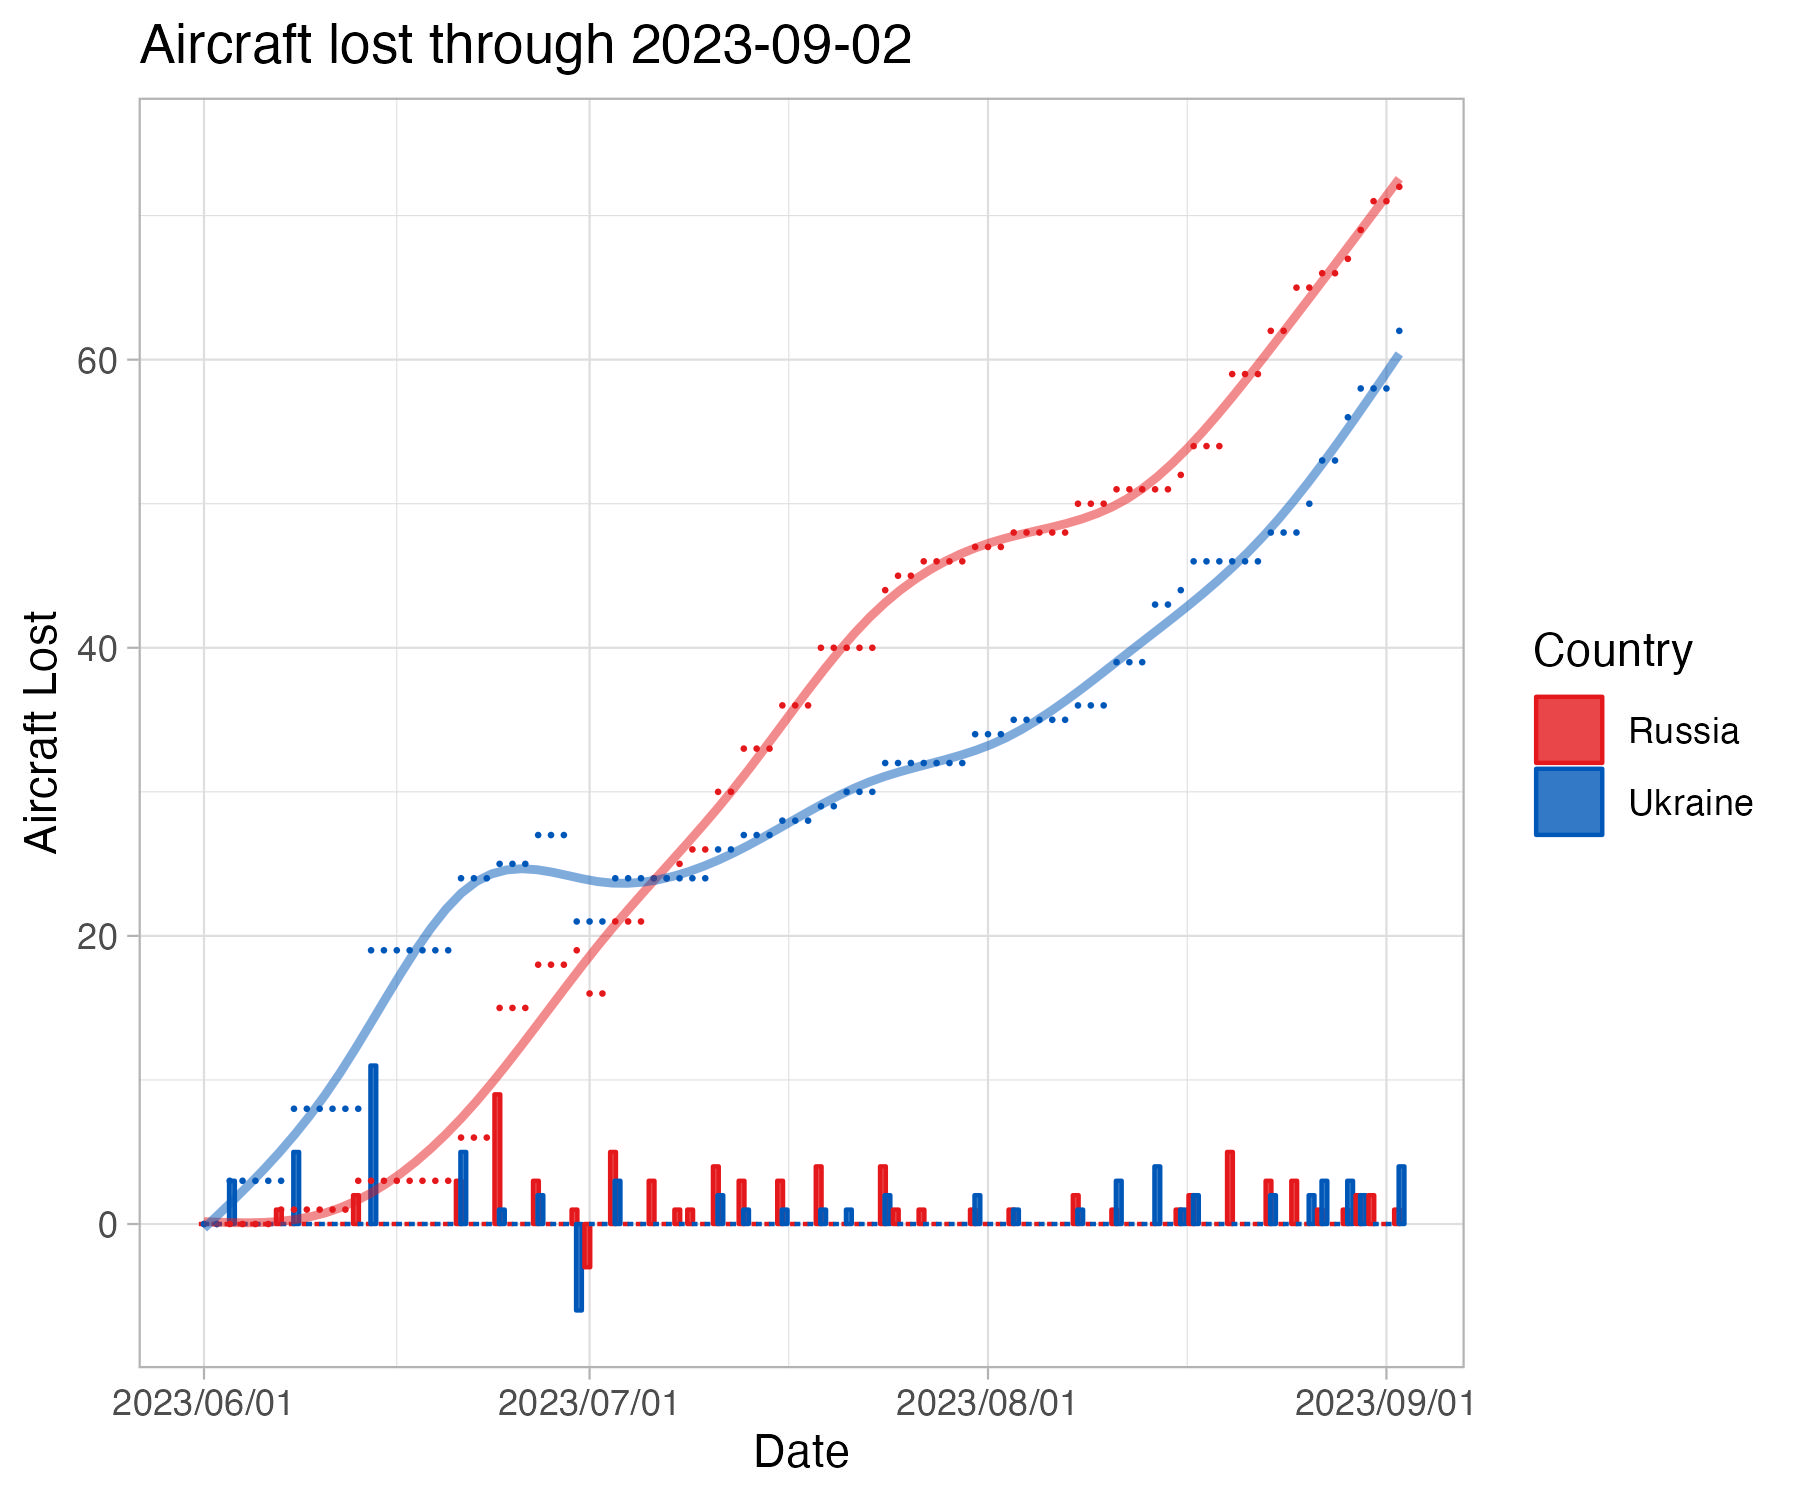 Aircraft lost through 2023-09-02
Aircraft Lost
60
40
20
0
2023/06/01
2023/07/01
2023/08/01
2023/09/01
Date
Country
Russia
Ukraine